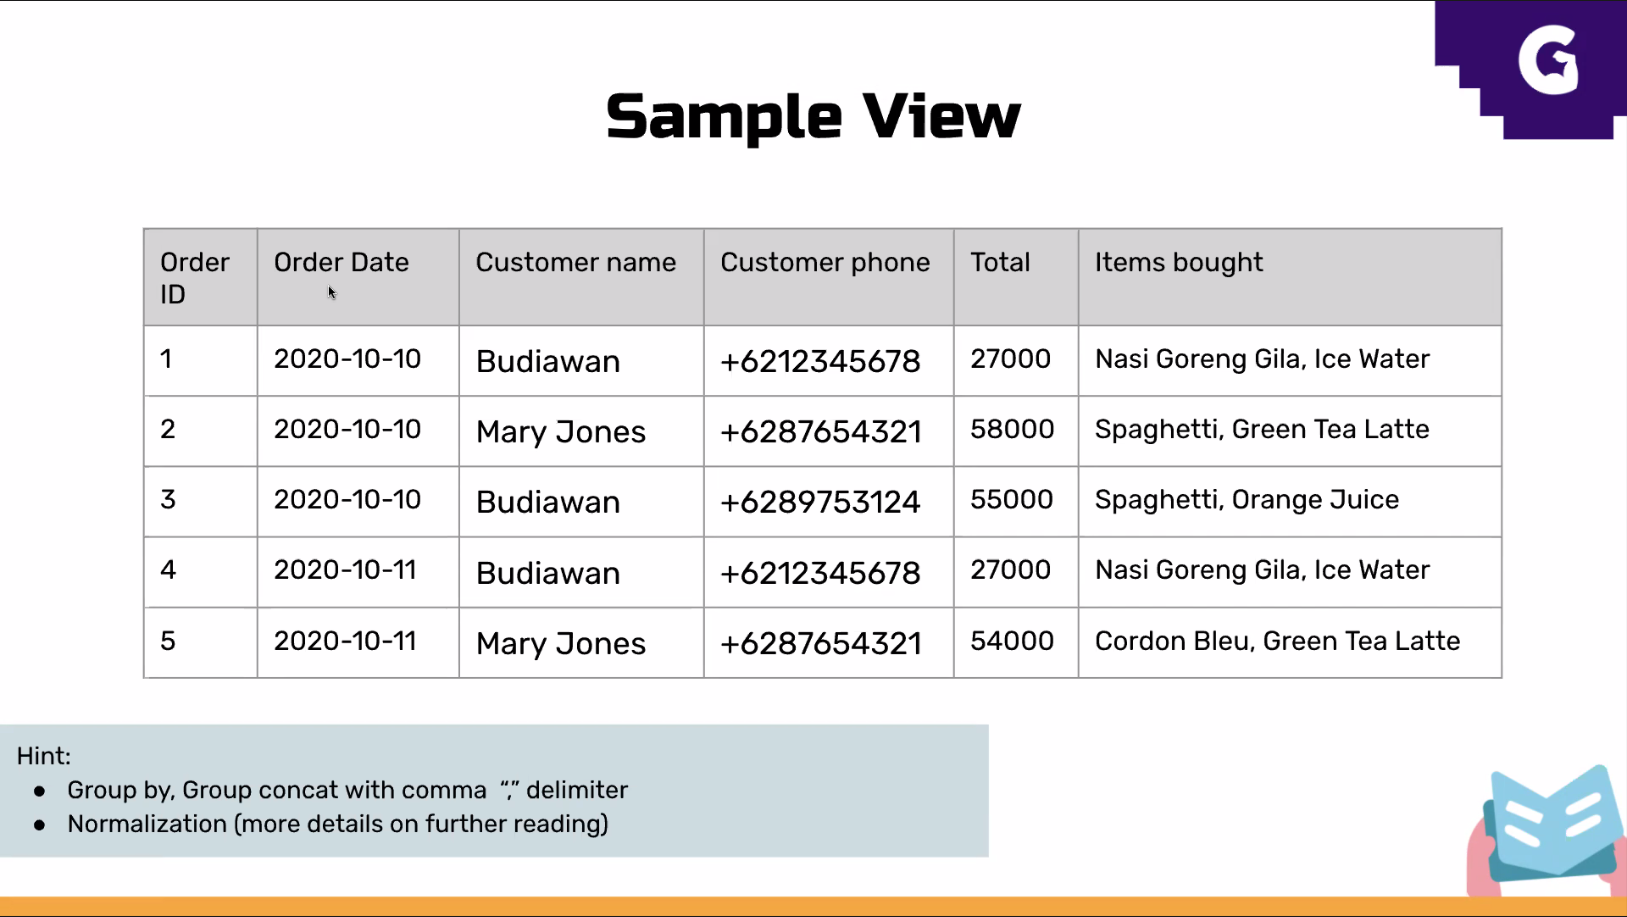 G
Sample View
Order ID Order Date Customer name Customer phone Total Items bought
1 2020-10-10 Budiawan +6212345678 27000 Nasi Goreng Gila, Ice Water
2 2020-10-10 Mary Jones +6287654321 58000 Spaghetti, Green Tea Latte
3 2020-10-10 Budiawan +6289753124 55000 Spaghetti, Orange Juice
4 2020-10-11 Budiawan +6212345678 27000 Nasi Goreng Gila, Ice Water
5 2020-10-11 Mary Jones +6287654321 54000 Cordon Bleu, Green Tea Latte
Hint:
● Group by, Group concat with comma “,” delimiter
● Normalization (more details on further reading)